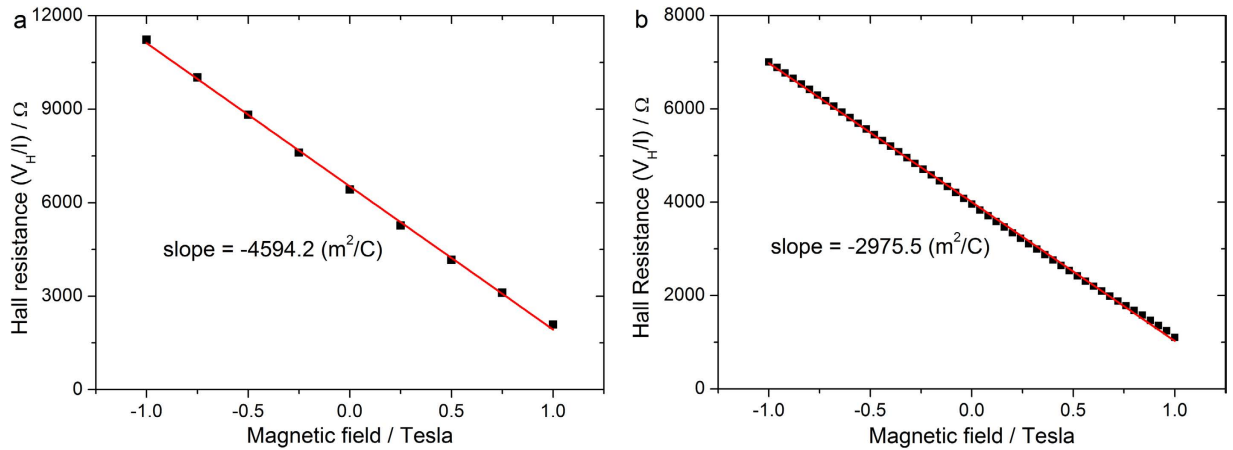 a
12000
9000
6000
3000
0
Hall resistance (V_H/I) / Ω
slope = -4594.2 (m²/C)
-1.0 -0.5 0.0 0.5 1.0
Magnetic field / Tesla
b
8000
6000
4000
2000
0
Hall Resistance (V_H/I) / Ω
slope = -2975.5 (m²/C)
-1.0 -0.5 0.0 0.5 1.0
Magnetic field / Tesla